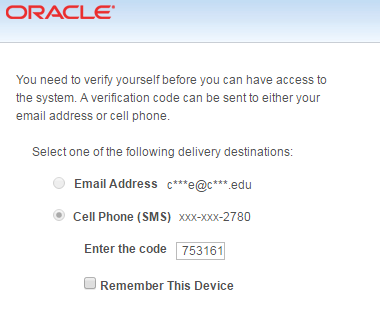 ORACLE®
You need to verify yourself before you can have access to
the system. A verification code can be sent to either your
email address or cell phone.
Select one of the following delivery destinations:
Email Address c***e@c***.edu
Cell Phone (SMS) xxx-xxx-2780
Enter the code 753161
Remember This Device